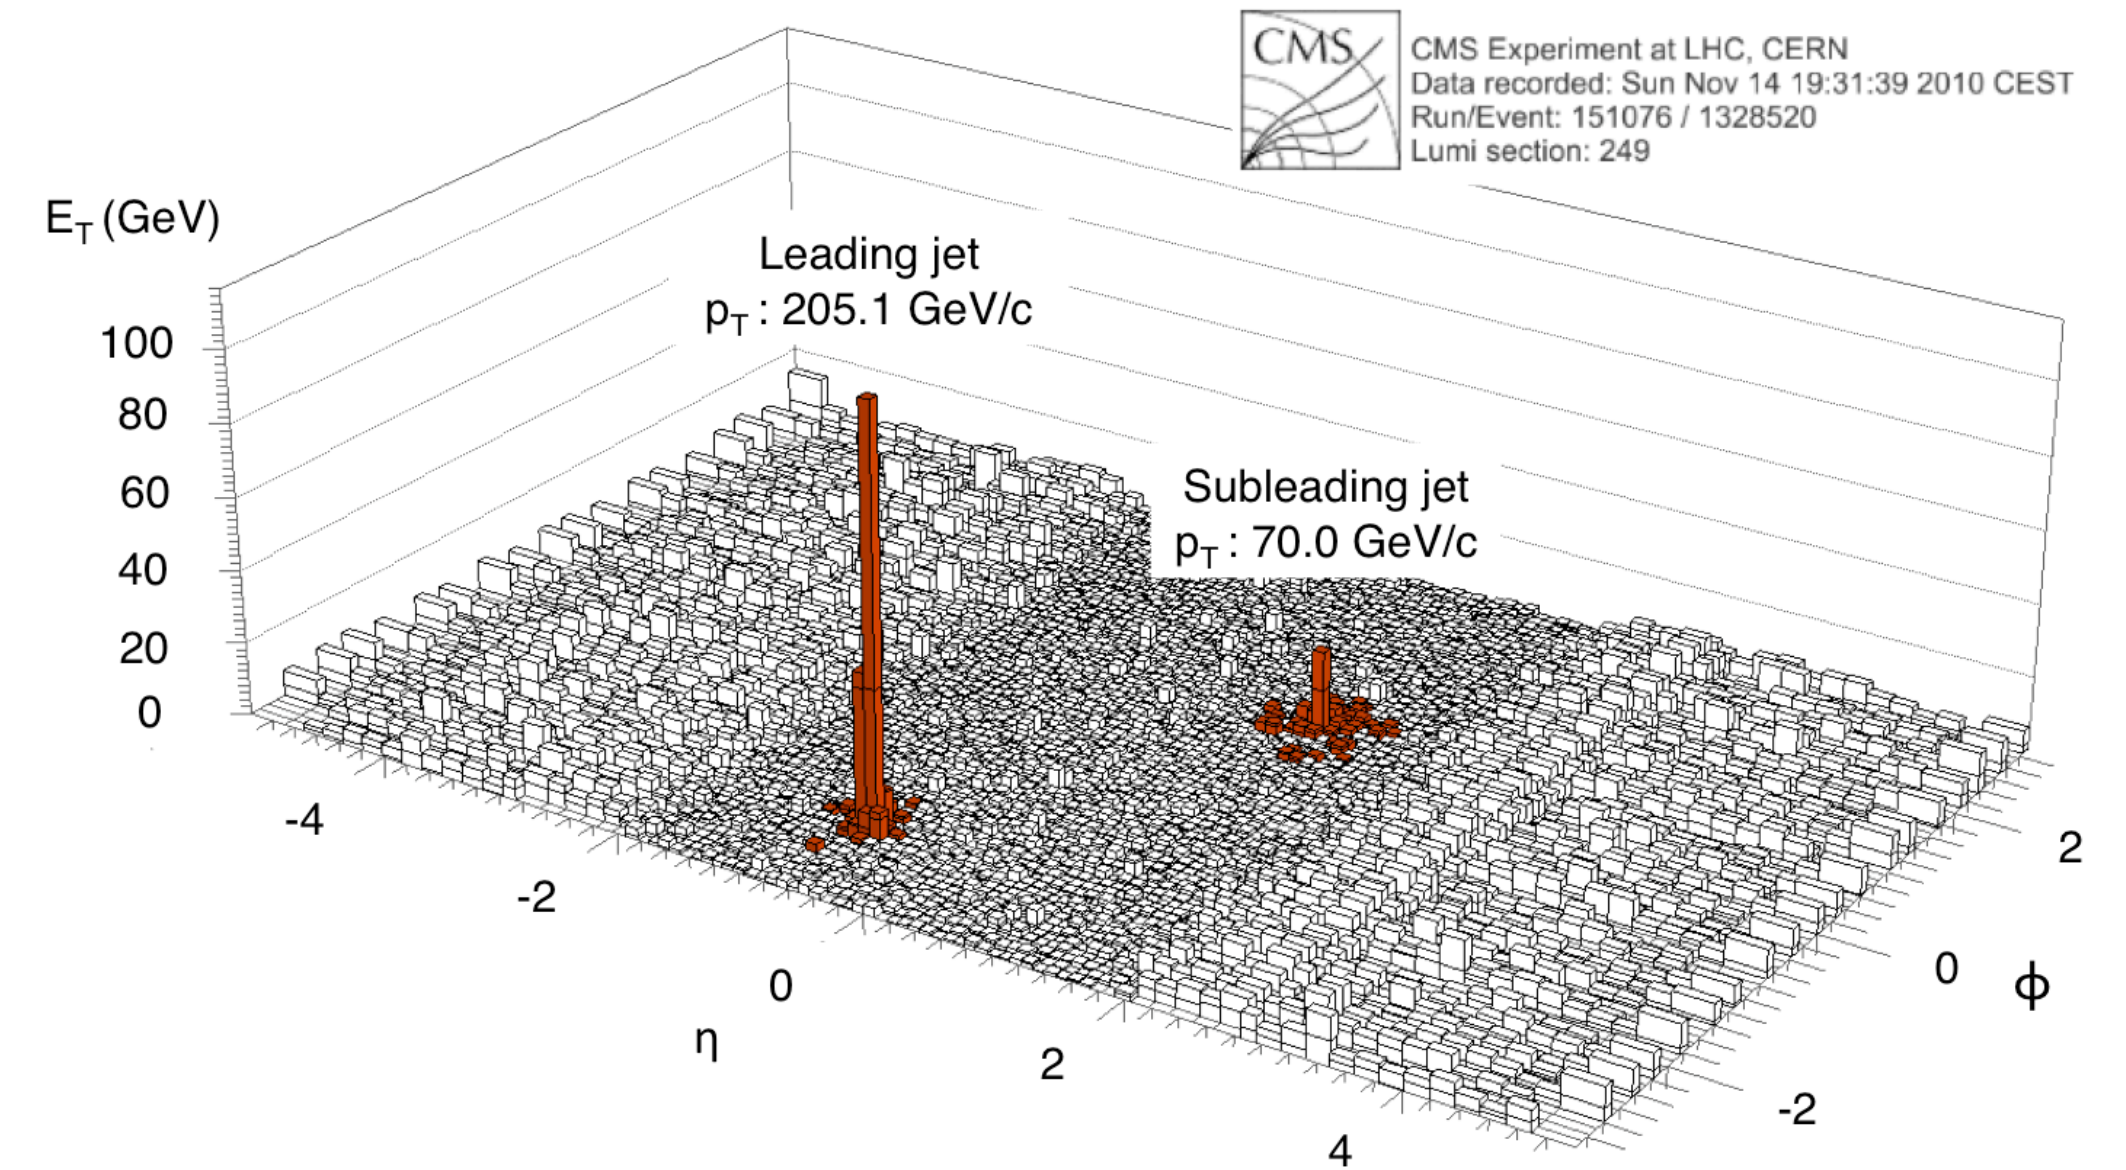 CMS
CMS Experiment at LHC, CERN
Data recorded: Sun Nov 14 19:31:39 2010 CEST
Run/Event: 151076 / 1328520
Lumi section: 249
E_T (GeV)
Leading jet
p_T : 205.1 GeV/c
Subleading jet
p_T : 70.0 GeV/c
100
80
60
40
20
0
-4
-2
0
2
4
η
2
0
-2
ϕ